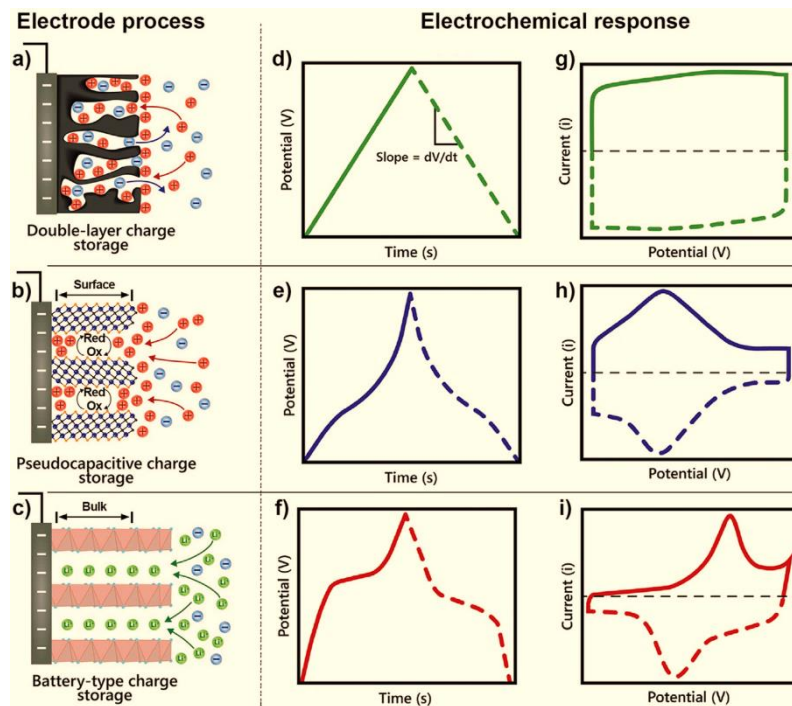 Electrode process
Electrochemical response
a)
Double-layer charge
storage
d)
Potential (V)
Slope = dV/dt
Time (s)
g)
Current (i)
Potential (V)
b)
Surface
Red
Ox
Red
Ox
Pseudocapacitive charge
storage
e)
Potential (V)
Time (s)
h)
Current (i)
Potential (V)
c)
Bulk
Battery-type charge
storage
f)
Potential (V)
Time (s)
i)
Current (i)
Potential (V)